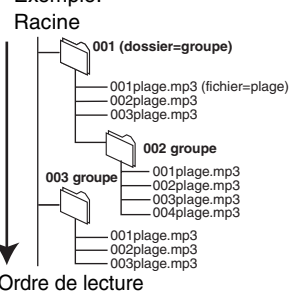 Exemple:
Racine
001 (dossier=groupe)
001plage.mp3 (fichier=plage)
002plage.mp3
003plage.mp3
002 groupe
001plage.mp3
002plage.mp3
003plage.mp3
004plage.mp3
003 groupe
001plage.mp3
002plage.mp3
003plage.mp3
Ordre de lecture